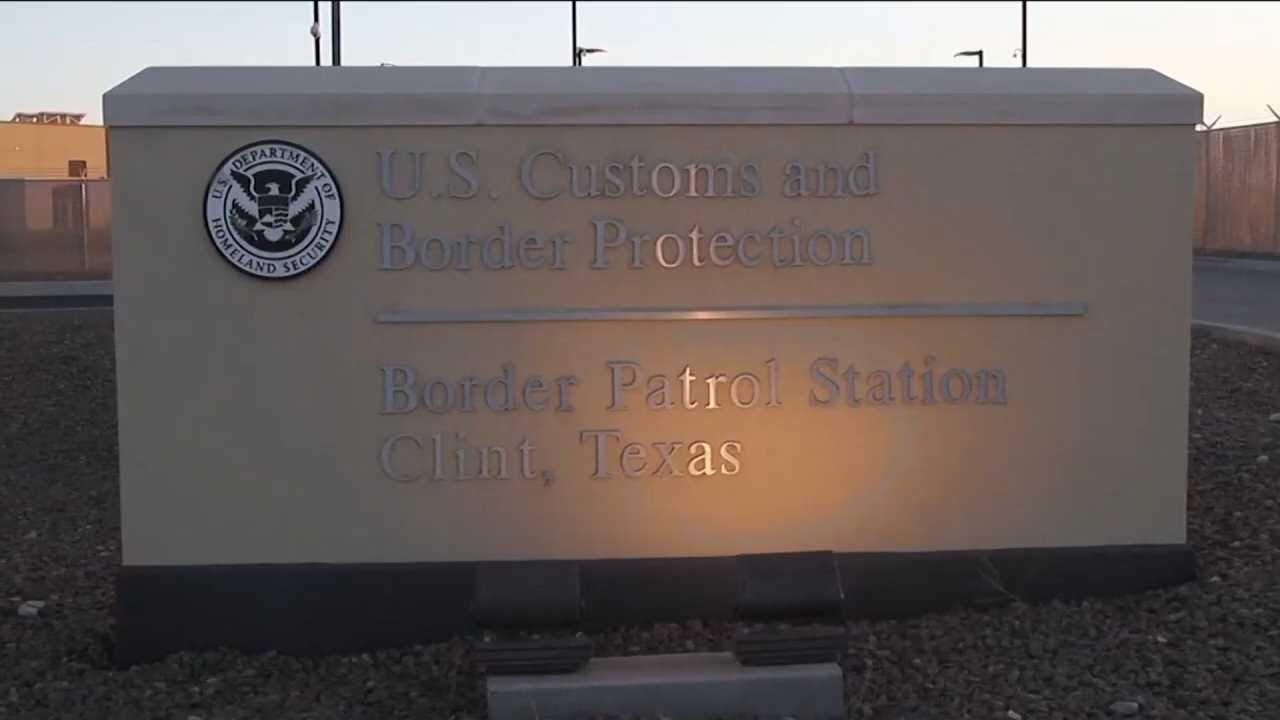 U.S. DEPARTMENT OF
HOMELAND SECURITY
U.S. Customs and
Border Protection
Border Patrol Station
Clint, Texas